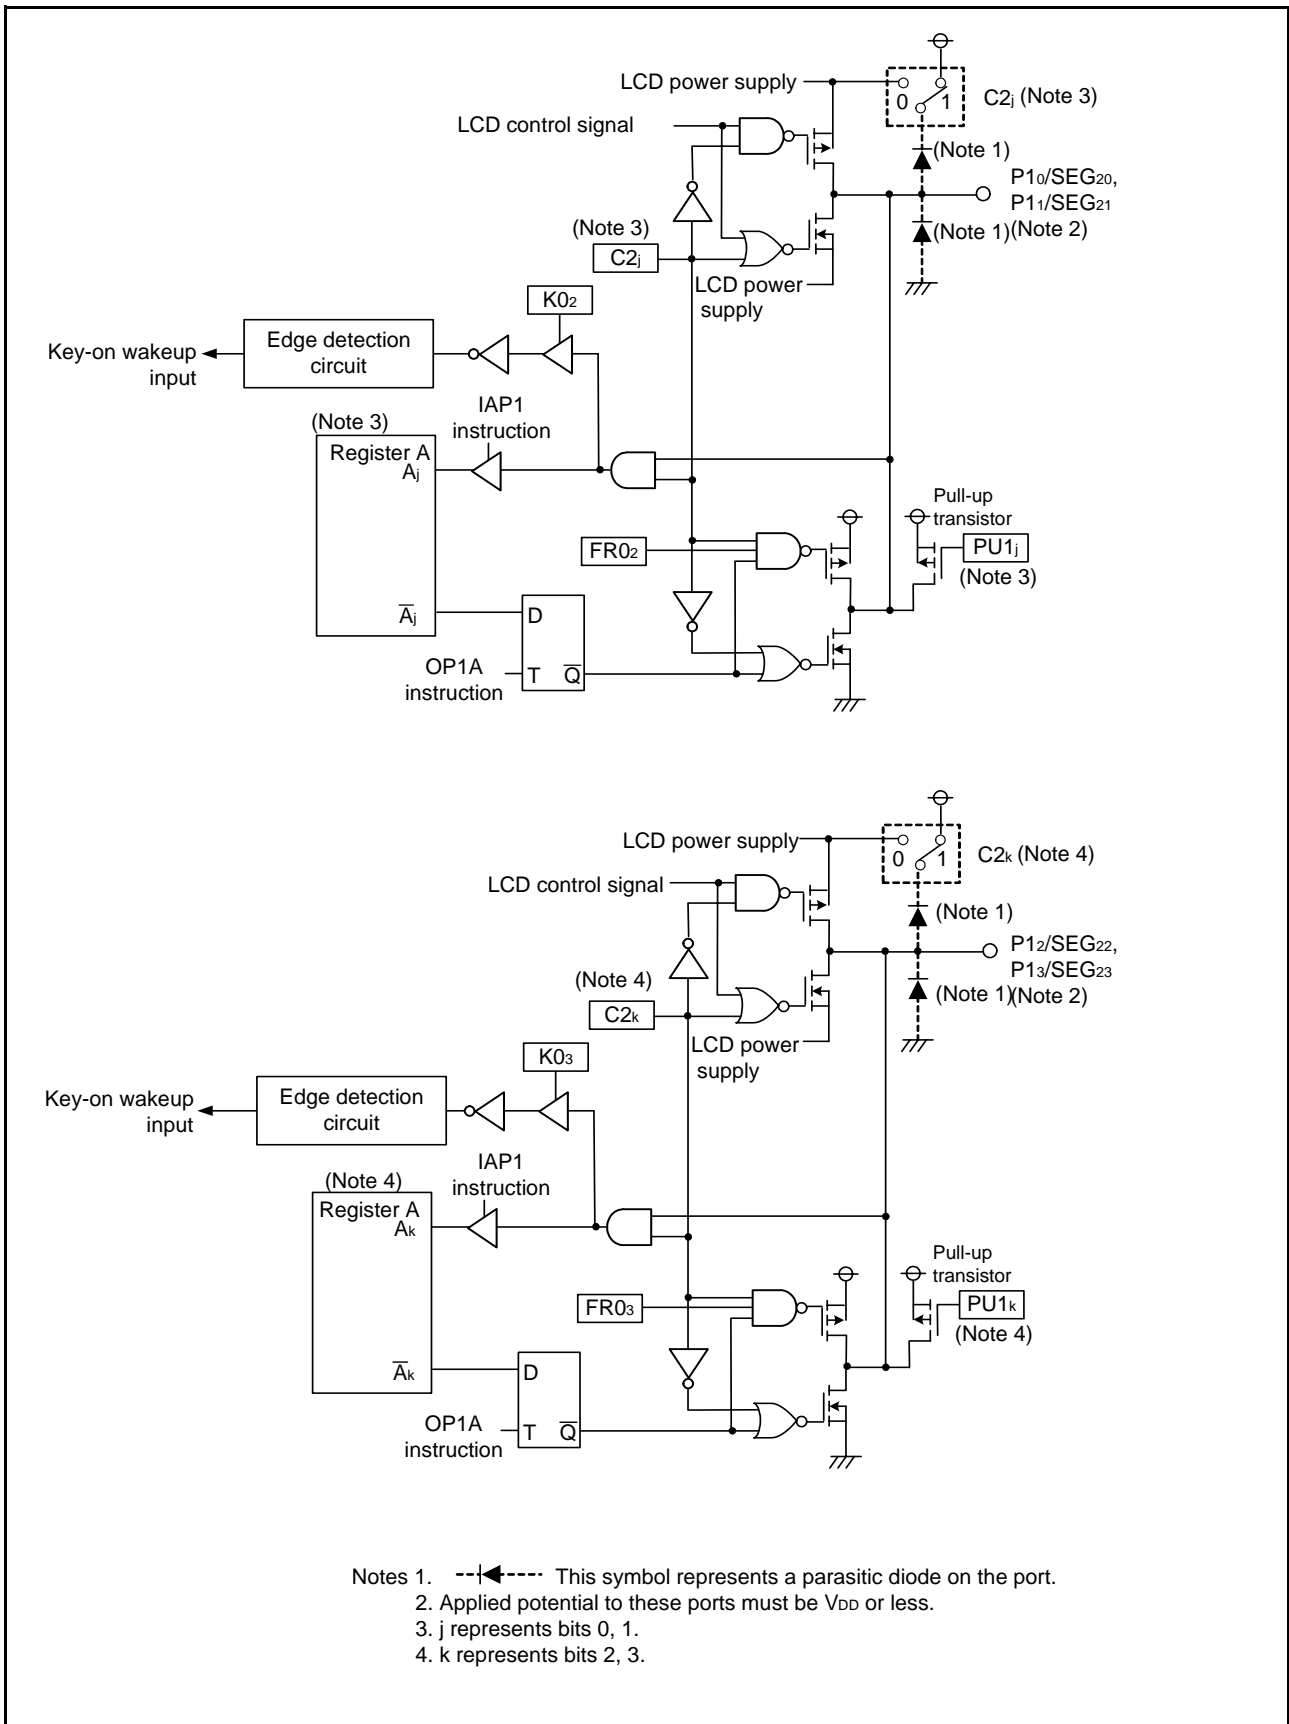 LCD power supply
0 1
C2j (Note 3)
LCD control signal
(Note 1)
P10/SEG20,
P11/SEG21
(Note 1)(Note 2)
(Note 3)
C2j
LCD power
supply
K02
Key-on wakeup
input
Edge detection
circuit
IAP1
instruction
(Note 3)
Register A
Aj
Pull-up
transistor
FR02
PU1j
(Note 3)
A̅j
D
T Q̅
OP1A
instruction
LCD power supply
0 1
C2k (Note 4)
LCD control signal
(Note 1)
P12/SEG22,
P13/SEG23
(Note 1)(Note 2)
(Note 4)
C2k
LCD power
supply
K03
Key-on wakeup
input
Edge detection
circuit
IAP1
instruction
(Note 4)
Register A
Ak
Pull-up
transistor
FR03
PU1k
(Note 4)
A̅k
D
T Q̅
OP1A
instruction
Notes 1. This symbol represents a parasitic diode on the port.
2. Applied potential to these ports must be VDD or less.
3. j represents bits 0, 1.
4. k represents bits 2, 3.